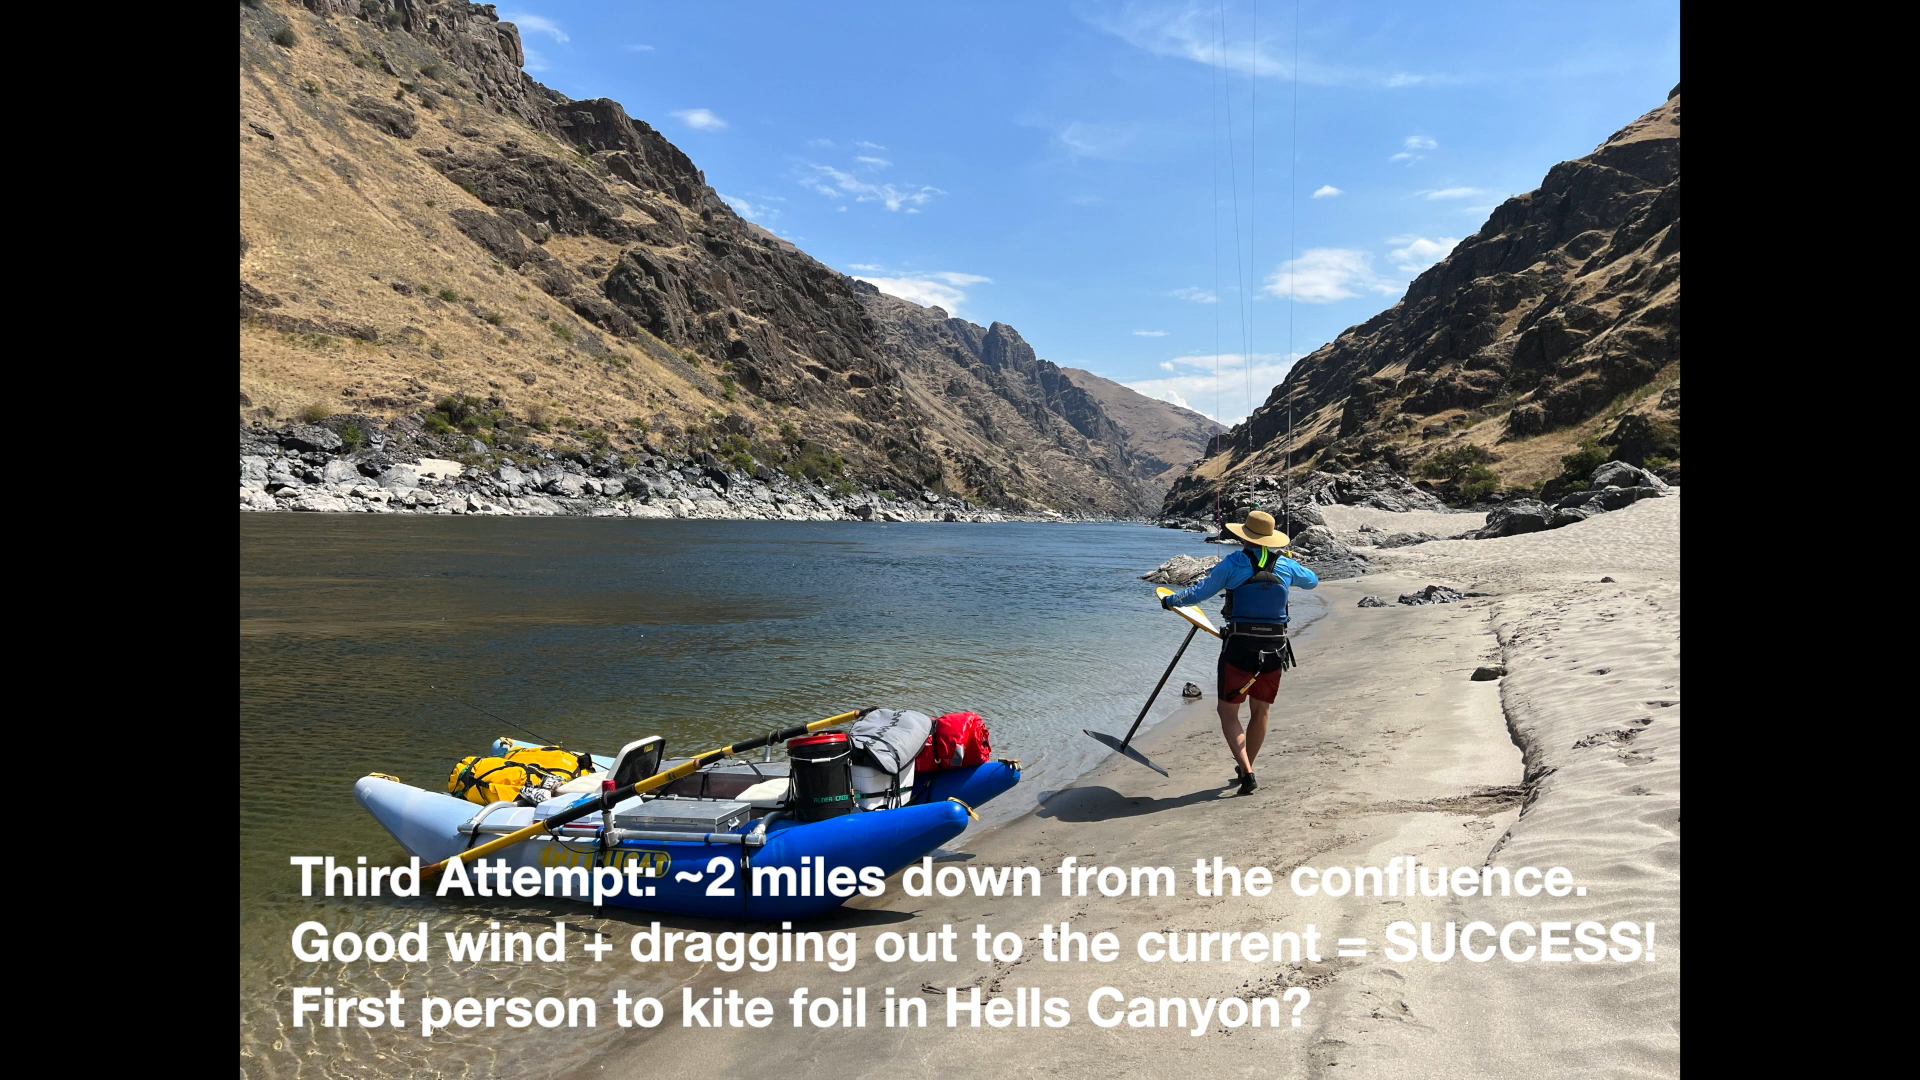 Third Attempt: ~2 miles down from the confluence.
Good wind + dragging out to the current = SUCCESS!
First person to kite foil in Hells Canyon?